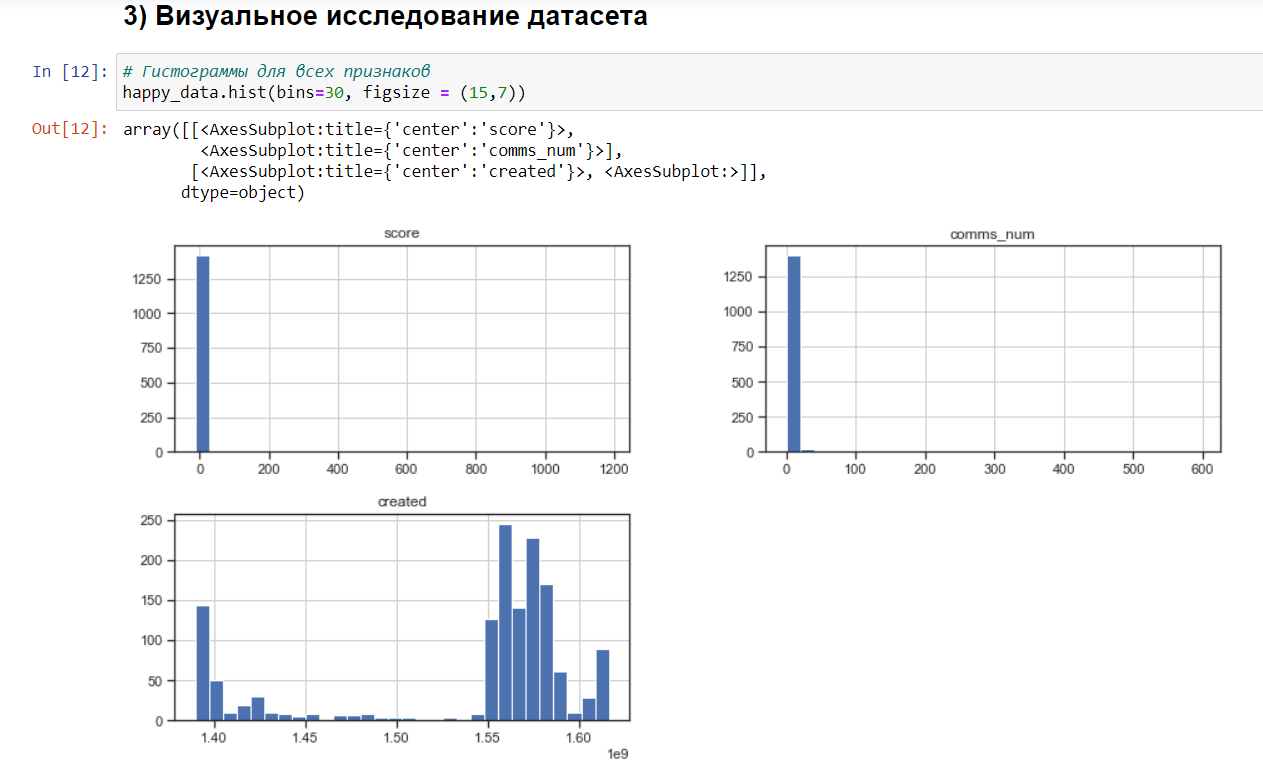 3) Визуальное исследование датасета
In [12]: # Гистограммы для всех признаков
happy_data.hist(bins=30, figsize = (15,7))
Out[12]: array([[<AxesSubplot:title={'center':'score'}>,
<AxesSubplot:title={'center':'comms_num'}>],
[<AxesSubplot:title={'center':'created'}>, <AxesSubplot:>]],
dtype=object)
score
1250
1000
750
500
250
0
0 200 400 600 800 1000 1200
comms_num
1250
1000
750
500
250
0
0 100 200 300 400 500 600
created
250
200
150
100
50
0
1.40 1.45 1.50 1.55 1.60
1e9